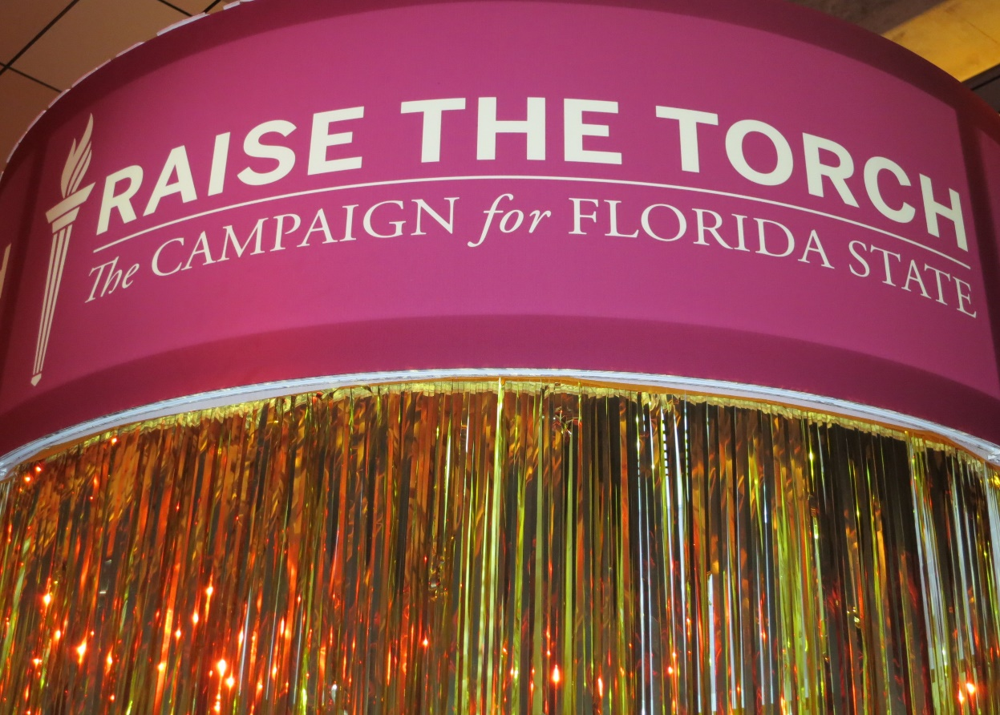 RAISE THE TORCH
The CAMPAIGN for FLORIDA STATE